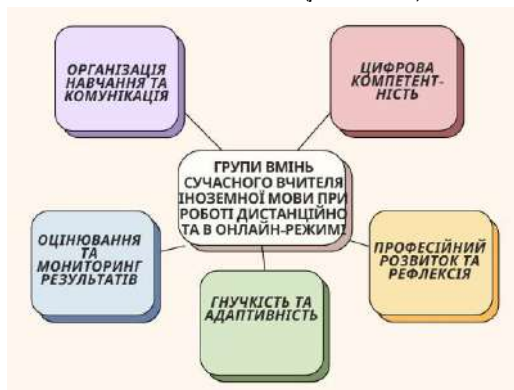 ОРГАНІЗАЦІЯ
НАВЧАННЯ ТА
КОМУНІКАЦІЯ
ЦИФРОВА
КОМПЕТЕНТ-
НІСТЬ
ГРУПИ ВМІНЬ
СУЧАСНОГО ВЧИТЕЛЯ
ІНОЗЕМНОЇ МОВИ ПРИ
РОБОТІ ДИСТАНЦІЙНО
ТА В ОНЛАЙН-РЕЖИМІ
ОЦІНЮВАННЯ
ТА
МОНИТОРИНГ
РЕЗУЛЬТАТІВ
ГНУЧКІСТЬ ТА
АДАПТИВНІСТЬ
ПРОФЕСІЙНИЙ
РОЗВИТОК ТА
РЕФЛЕКСІЯ